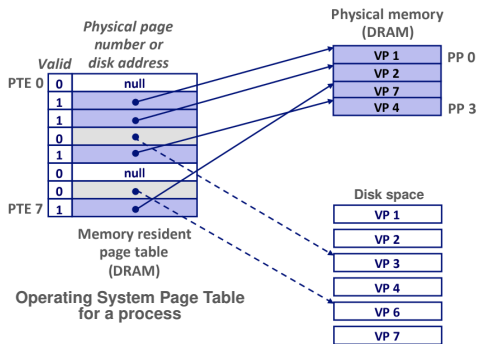 Physical page
number or
disk address
Valid
PTE 0
0
null
1
1
0
1
0
null
0
PTE 7
1
Memory resident
page table
(DRAM)
Operating System Page Table
for a process
Physical memory
(DRAM)
VP 1
PP 0
VP 2
VP 7
VP 4
PP 3
Disk space
VP 1
VP 2
VP 3
VP 4
VP 6
VP 7